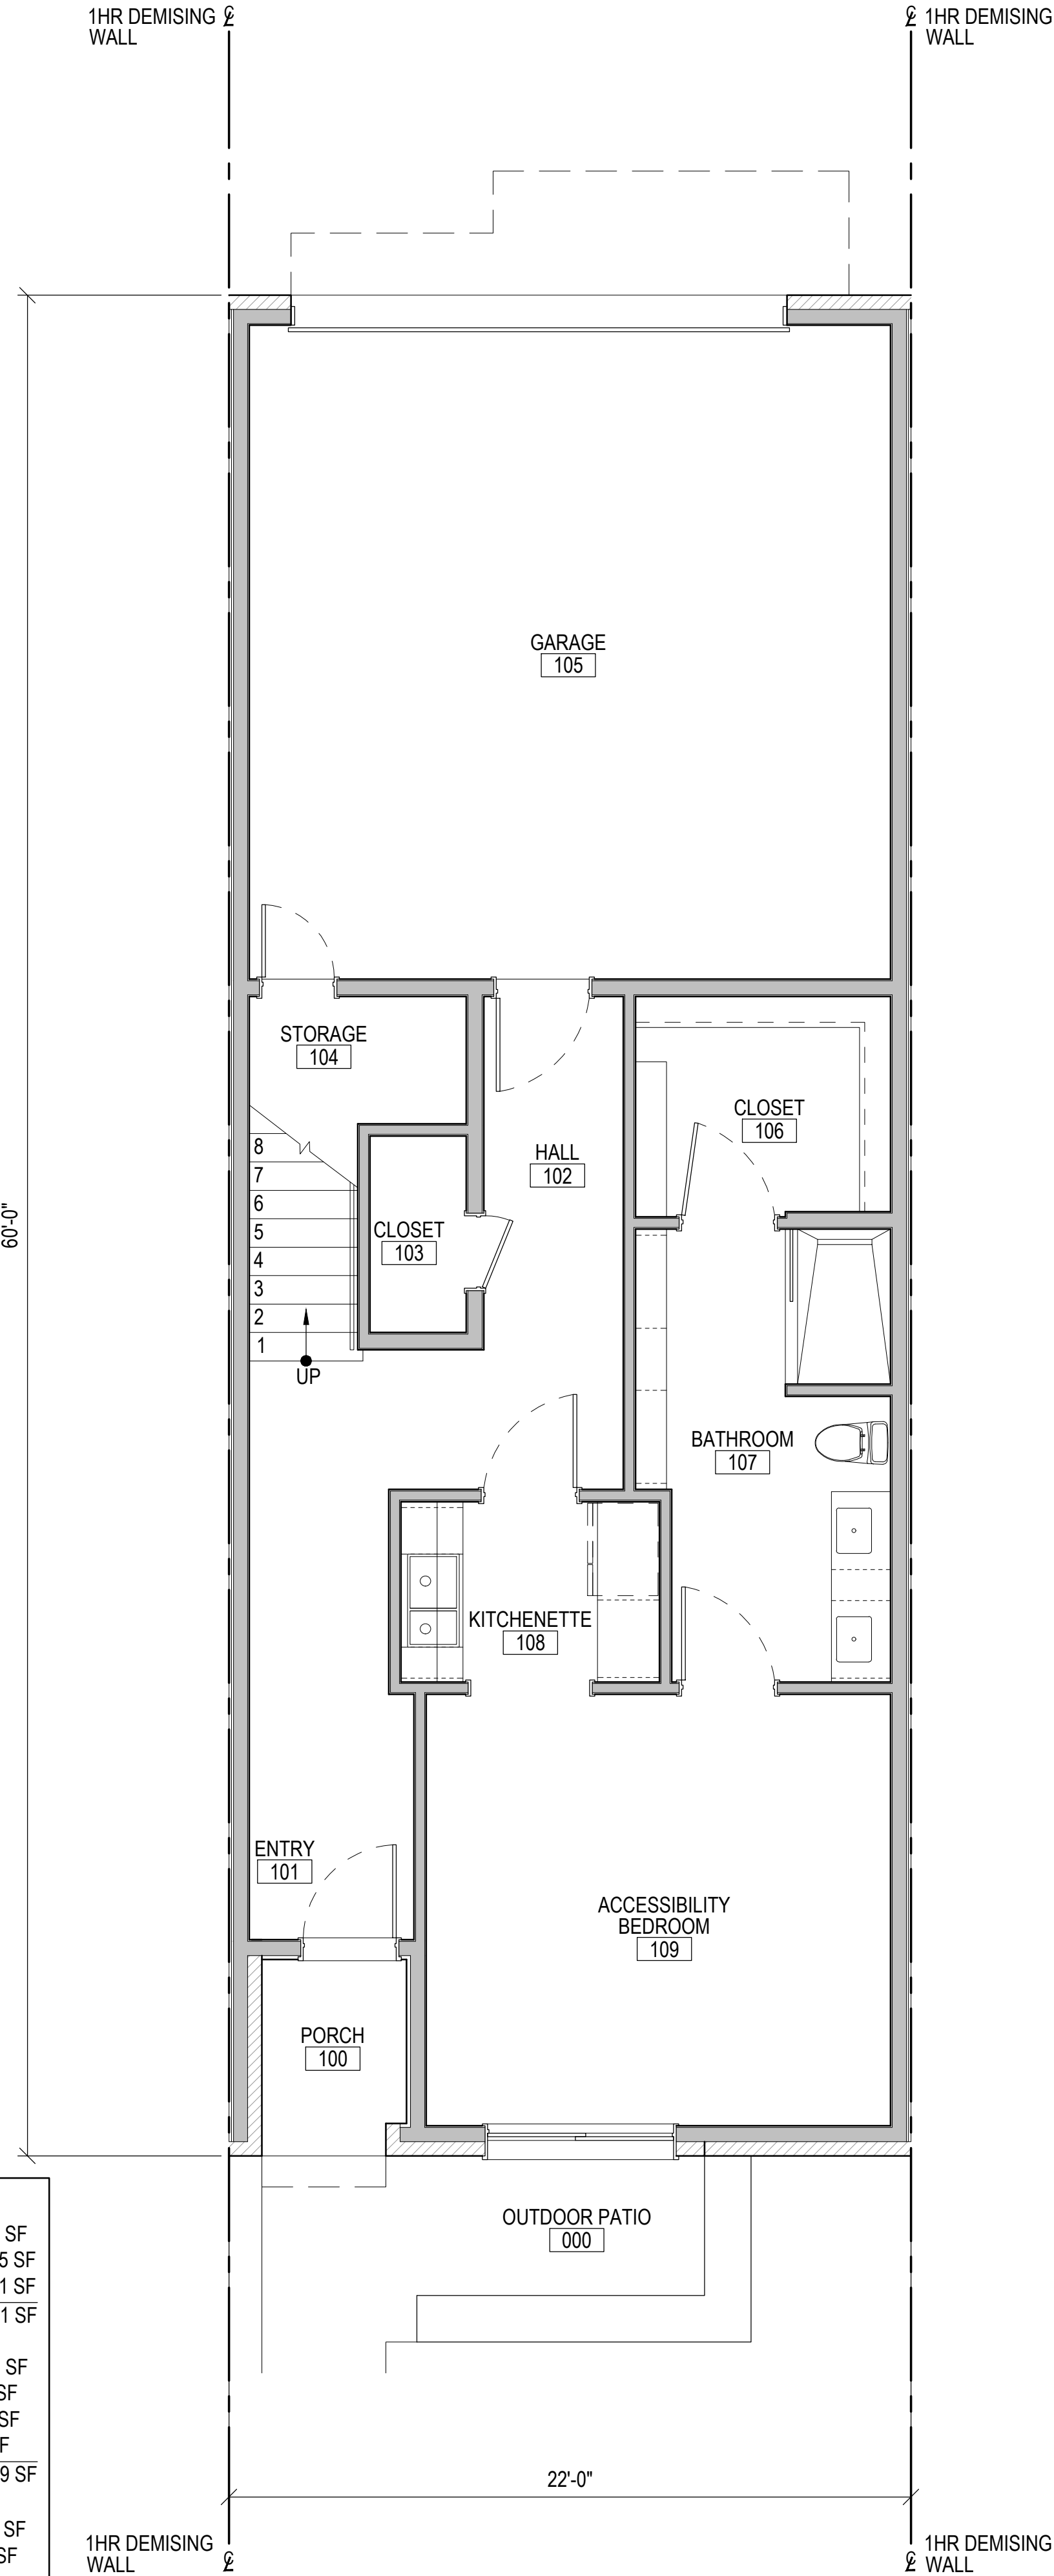 1HR DEMISING
WALL
℄
℄
1HR DEMISING
WALL
GARAGE
105
STORAGE
104
CLOSET
106
HALL
102
8
7
6
5
4
3
2
1
UP
CLOSET
103
60'-0"
BATHROOM
107
KITCHENETTE
108
ENTRY
101
ACCESSIBILITY
BEDROOM
109
PORCH
100
OUTDOOR PATIO
000
SF
5 SF
1 SF
1 SF
SF
SF
SF
F
9 SF
SF
SF
22'-0"
1HR DEMISING
WALL
℄
℄
1HR DEMISING
WALL